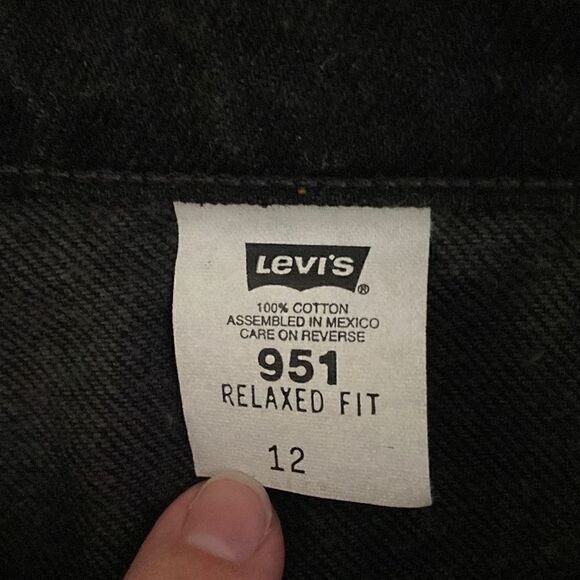 Levi's ®
100% COTTON
ASSEMBLED IN MEXICO
CARE ON REVERSE
951
RELAXED FIT
12